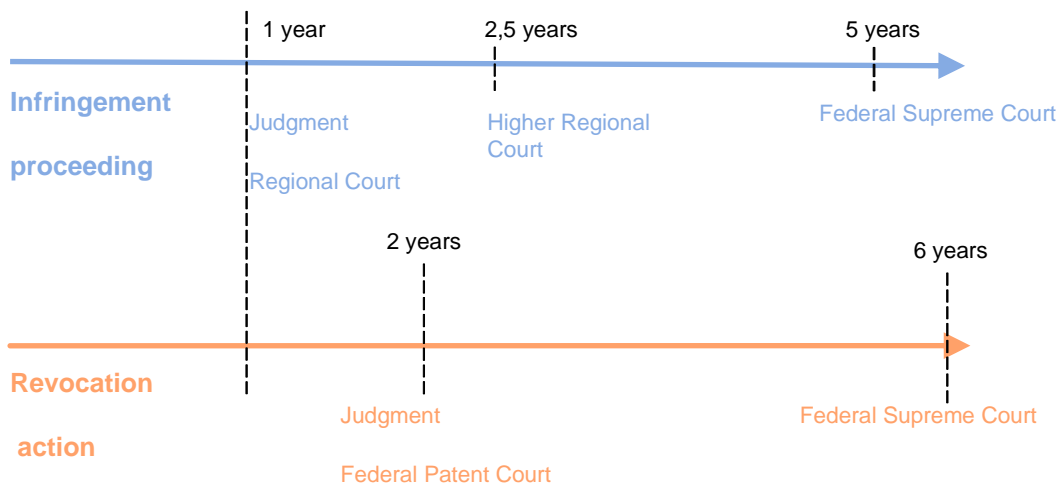 1 year
2,5 years
5 years
Infringement
proceeding
Judgment
Regional Court
Higher Regional
Court
Federal Supreme Court
2 years
6 years
Revocation
action
Judgment
Federal Patent Court
Federal Supreme Court